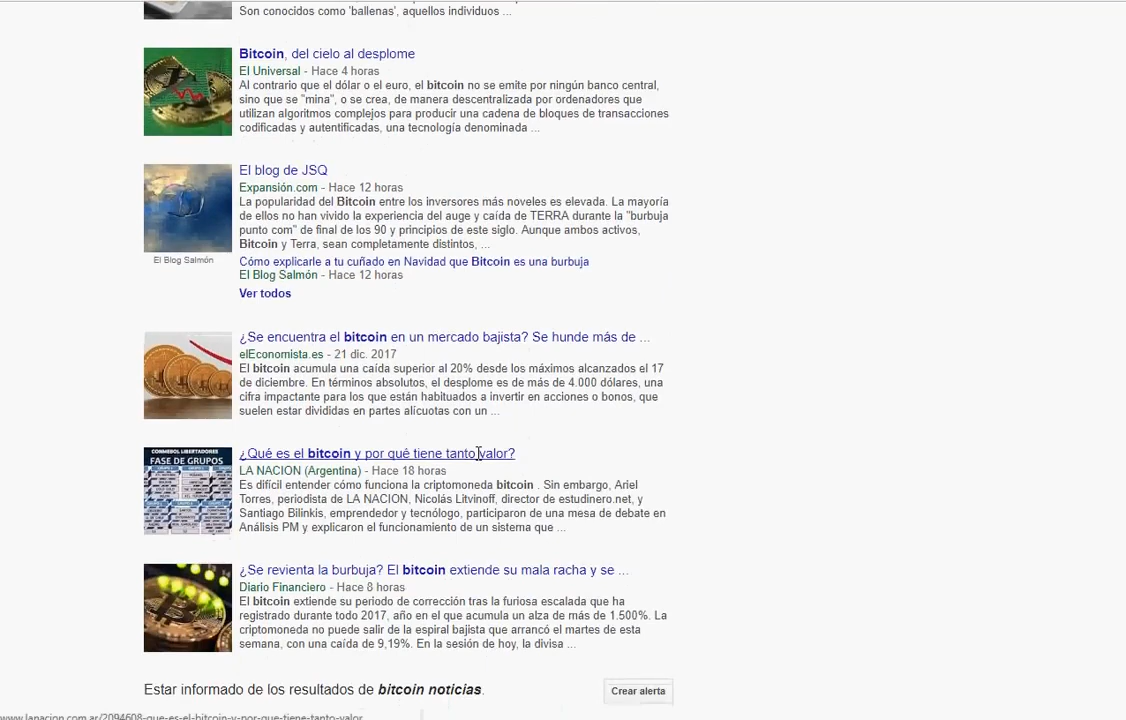 Son conocidos como 'ballenas', aquellos individuos ...
Bitcoin, del cielo al desplome
El Universal - Hace 4 horas
Al contrario que el dólar o el euro, el bitcoin no se emite por ningún banco central,
sino que se "mina", o se crea, de manera descentralizada por ordenadores que
utilizan algoritmos complejos para producir una cadena de bloques de transacciones
codificadas y autentificadas, una tecnología denominada ...
El blog de JSQ
Expansión.com - Hace 12 horas
La popularidad del Bitcoin entre los inversores más noveles es elevada. La mayoría
de ellos no han vivido la experiencia del auge y caída de TERRA durante la "burbuja
punto com" de final de los 90 y principios de este siglo. Aunque ambos activos,
Bitcoin y Terra, sean completamente distintos, ...
El Blog Salmón
Cómo explicarle a tu cuñado en Navidad que Bitcoin es una burbuja
El Blog Salmón - Hace 12 horas
Ver todos
¿Se encuentra el bitcoin en un mercado bajista? Se hunde más de ...
elEconomista.es - 21 dic. 2017
El bitcoin acumula una caída superior al 20% desde los máximos alcanzados el 17
de diciembre. En términos absolutos, el desplome es de más de 4.000 dólares, una
cifra impactante para los que están habituados a invertir en acciones o bonos, que
suelen estar divididas en partes alícuotas con un ...
¿Qué es el bitcoin y por qué tiene tanto valor?
LA NACION (Argentina) - Hace 18 horas
CONMEBOL LIBERTADORES
FASE DE GRUPOS
Es difícil entender cómo funciona la criptomoneda bitcoin . Sin embargo, Ariel
Torres, periodista de LA NACION, Nicolás Litvinoff, director de estudinero.net, y
Santiago Bilinkis, emprendedor y tecnólogo, participaron de una mesa de debate en
Análisis PM y explicaron el funcionamiento de un sistema que ...
¿Se revienta la burbuja? El bitcoin extiende su mala racha y se ...
Diario Financiero - Hace 8 horas
El bitcoin extiende su periodo de corrección tras la furiosa escalada que ha
registrado durante todo 2017, año en el que acumula un alza de más de 1.500%. La
criptomoneda no puede salir de la espiral bajista que arrancó el martes de esta
semana, con una caída de 9,19%. En la sesión de hoy, la divisa ...
Estar informado de los resultados de bitcoin noticias.
Crear alerta
www.lanacion.com.ar/2094608-que-es-el-bitcoin-y-por-que-tiene-tanto-valor